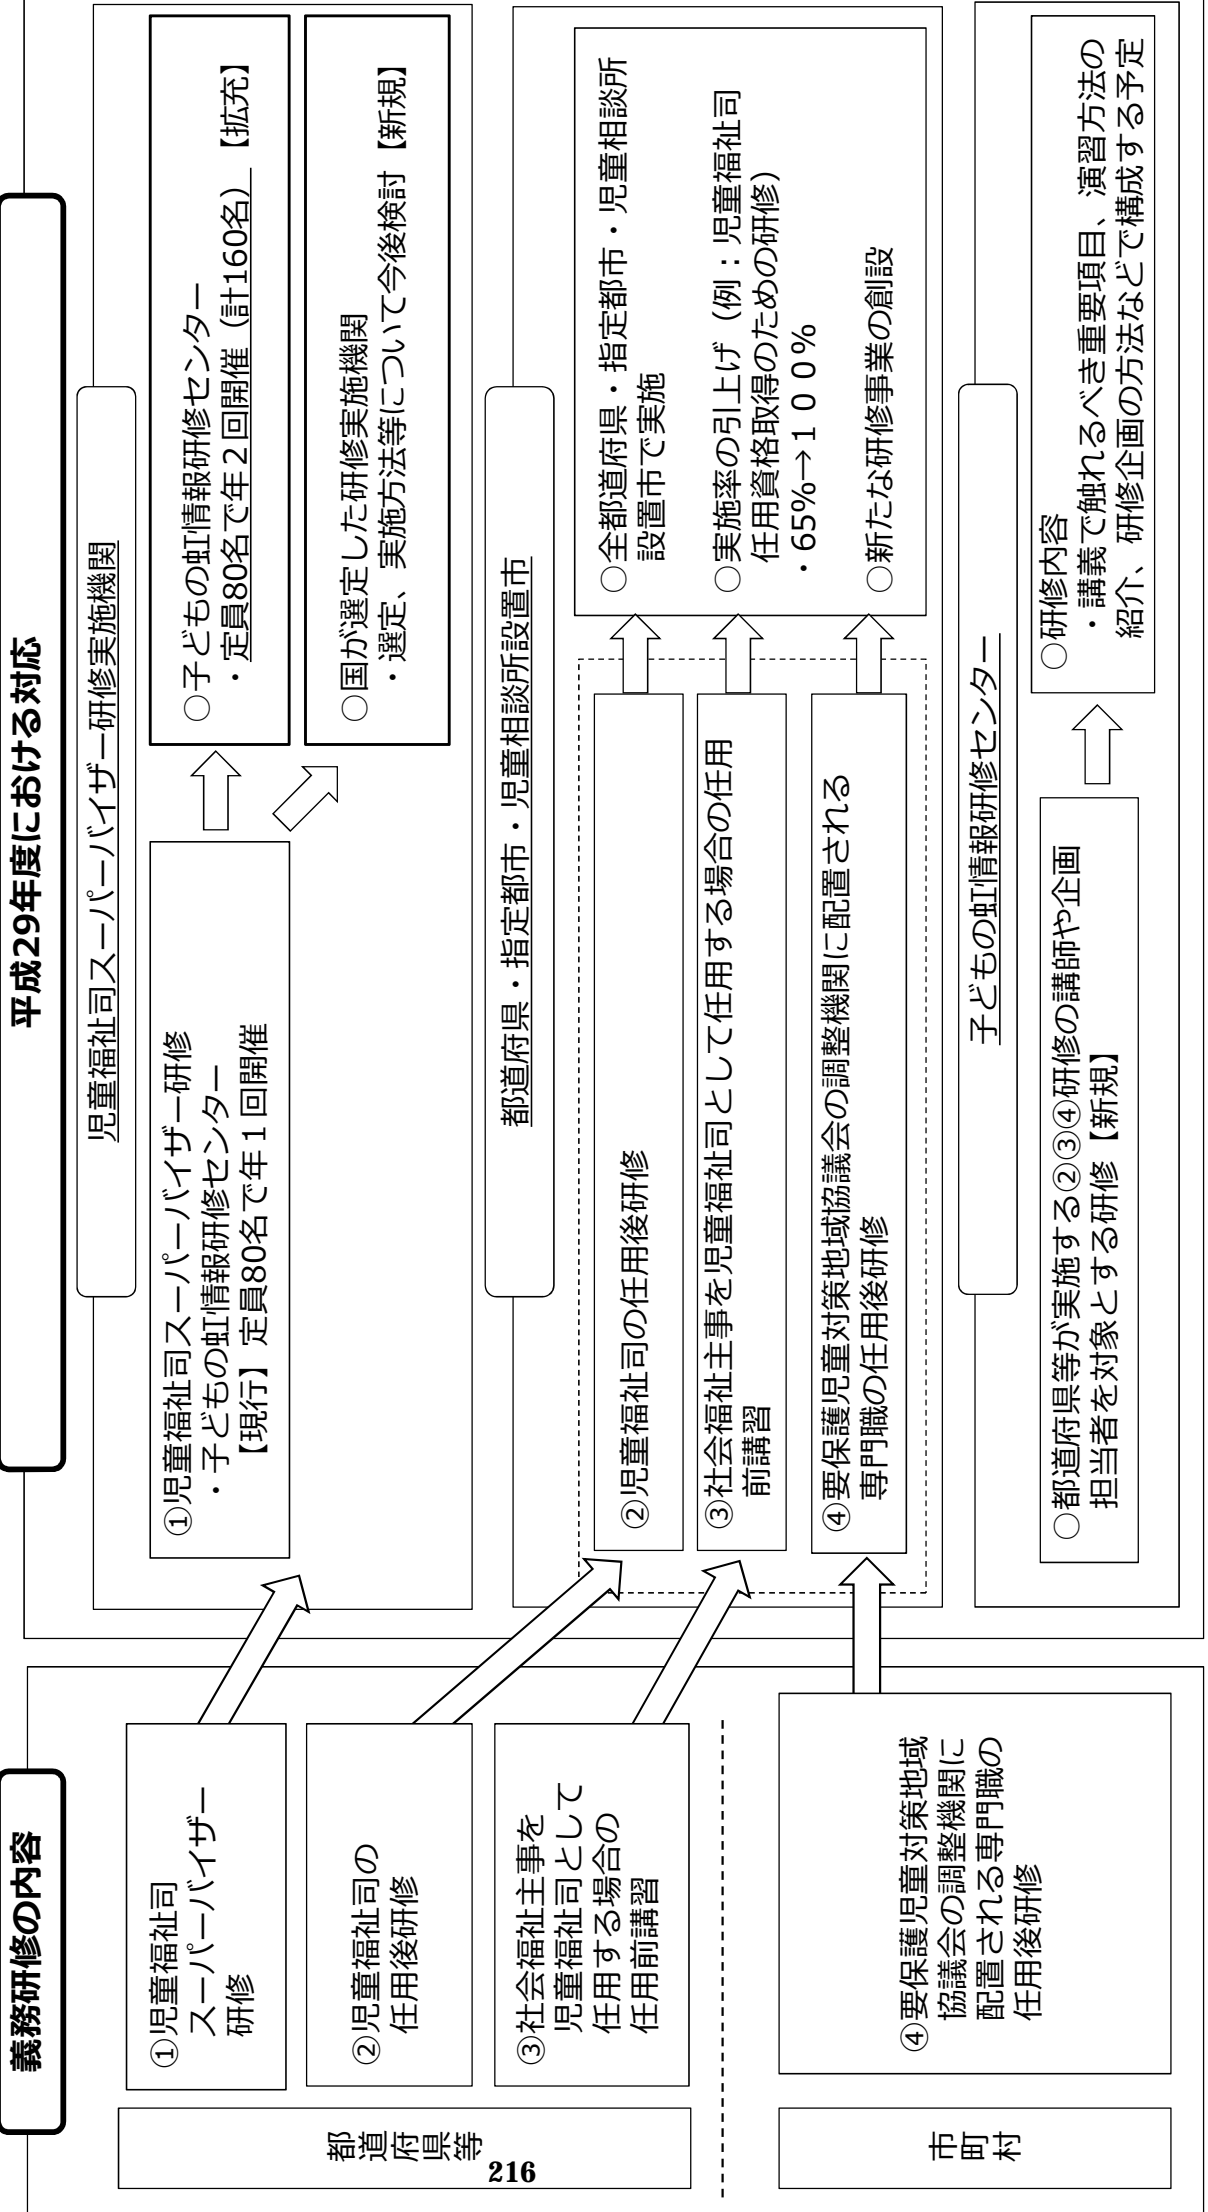 義務研修の内容
都道府県等
①児童福祉司
スーパーバイザー
研修
②児童福祉司の
任用後研修
③社会福祉主事を
児童福祉司として
任用する場合の
任用前講習
市町村
④要保護児童対策地域
協議会の調整機関に
配置される専門職の
任用後研修
平成29年度における対応
児童福祉司スーパーバイザー研修実施機関
①児童福祉司スーパーバイザー研修
・子どもの虹情報研修センター
【現行】定員80名で年1回開催
○子どもの虹情報研修センター
・定員80名で年2回開催（計160名）【拡充】
○国が選定した研修実施機関
・選定、実施方法等について今後検討【新規】
都道府県・指定都市・児童相談所設置市
②児童福祉司の任用後研修
③社会福祉主事を児童福祉司として任用する場合の任用
前講習
④要保護児童対策地域協議会の調整機関に配置される
専門職の任用後研修
○全都道府県・指定都市・児童相談所
設置市で実施
○実施率の引上げ（例：児童福祉司
任用資格取得のための研修）
・65%→１００%
○新たな研修事業の創設
子どもの虹情報研修センター
○都道府県等が実施する②③④研修の講師や企画
担当者を対象とする研修【新規】
○研修内容
・講義で触れるべき重要項目、演習方法の
紹介、研修企画の方法などで構成する予定
216